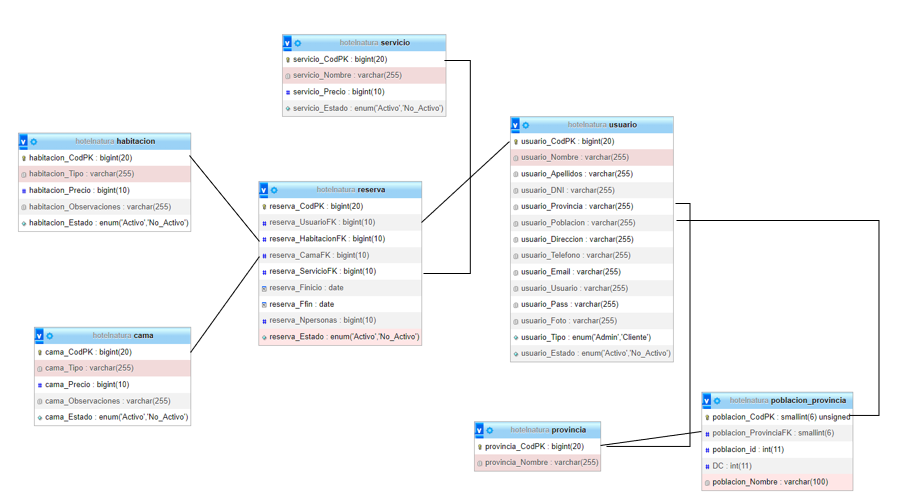 hotelnatura servicio
servicio_CodPK : bigint(20)
servicio_Nombre : varchar(255)
servicio_Precio : bigint(10)
servicio_Estado : enum('Activo','No_Activo')
hotelnatura habitacion
habitacion_CodPK : bigint(20)
habitacion_Tipo : varchar(255)
habitacion_Precio : bigint(10)
habitacion_Observaciones : varchar(255)
habitacion_Estado : enum('Activo','No_Activo')
hotelnatura reserva
reserva_CodPK : bigint(20)
reserva_UsuarioFK : bigint(10)
reserva_HabitacionFK : bigint(10)
reserva_CamaFK : bigint(10)
reserva_ServicioFK : bigint(10)
reserva_Finicio : date
reserva_Ffin : date
reserva_Npersonas : bigint(10)
reserva_Estado : enum('Activo','No_Activo')
hotelnatura usuario
usuario_CodPK : bigint(20)
usuario_Nombre : varchar(255)
usuario_Apellidos : varchar(255)
usuario_DNI : varchar(255)
usuario_Provincia : varchar(255)
usuario_Poblacion : varchar(255)
usuario_Direccion : varchar(255)
usuario_Telefono : varchar(255)
usuario_Email : varchar(255)
usuario_Usuario : varchar(255)
usuario_Pass : varchar(255)
usuario_Foto : varchar(255)
usuario_Tipo : enum('Admin','Cliente')
usuario_Estado : enum('Activo','No_Activo')
hotelnatura cama
cama_CodPK : bigint(20)
cama_Tipo : varchar(255)
cama_Precio : bigint(10)
cama_Observaciones : varchar(255)
cama_Estado : enum('Activo','No_Activo')
hotelnatura provincia
provincia_CodPK : bigint(20)
provincia_Nombre : varchar(255)
hotelnatura poblacion_provincia
poblacion_CodPK : smallint(6) unsigned
poblacion_ProvinciaFK : smallint(6)
poblacion_id : int(11)
DC : int(11)
poblacion_Nombre : varchar(100)